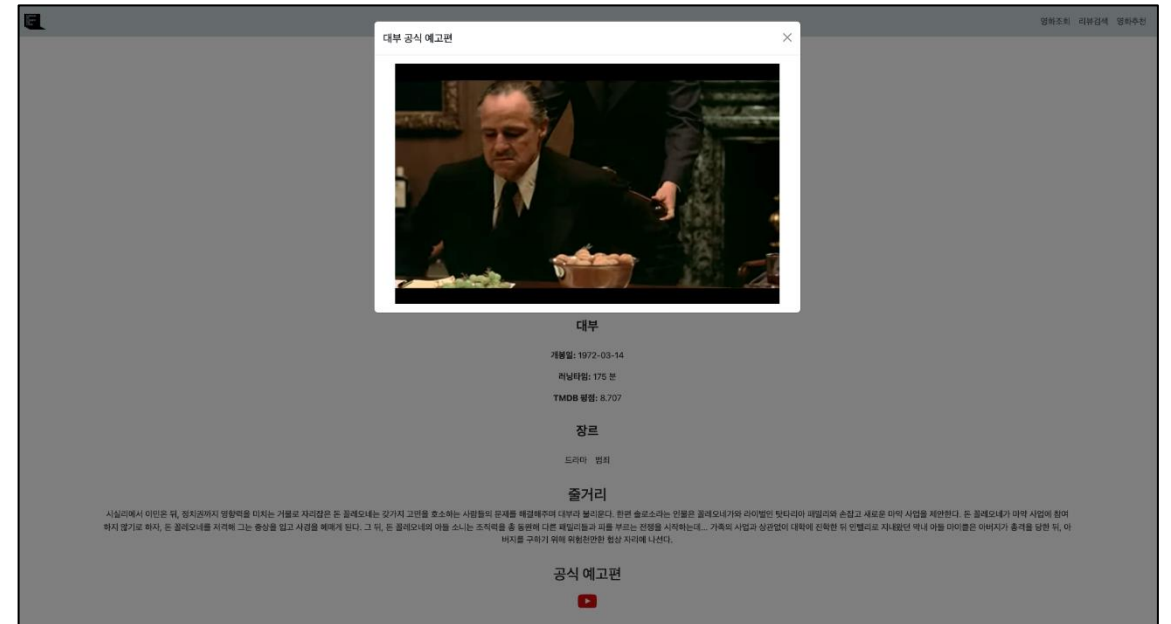 영화조회 리뷰검색 영화추천
대부 공식 예고편
대부
개봉일: 1972-03-14
러닝타임: 175 분
TMDB 평점: 8.707
장르
드라마 범죄
줄거리
시실리에서 이민온 뒤, 정치권까지 영향력을 미치는 거물로 자리잡은 돈 꼴레오네는 갖가지 고민을 호소하는 사람들의 문제를 해결해주며 대부라 불리운다. 한편 솔로소라는 인물은 꼴레오네가와 라이벌인 탓타리아 패밀리와 손잡고 새로운 마약 사업을 제안한다. 돈 꼴레오네가 마약 사업에 참여
하지 않기로 하자, 돈 꼴레오네를 저격해 그는 중상을 입고 사경을 헤매게 된다. 그 뒤, 돈 꼴레오네의 아들 소니는 조직력을 총 동원해 다른 패밀리들과 피를 부르는 전쟁을 시작하는데... 가족의 사업과 상관없이 대학에 진학한 뒤 인텔리로 지내왔던 막내 아들 마이클은 아버지가 총격을 당한 뒤, 아
버지를 구하기 위해 위험천만한 협상 자리에 나선다.
공식 예고편